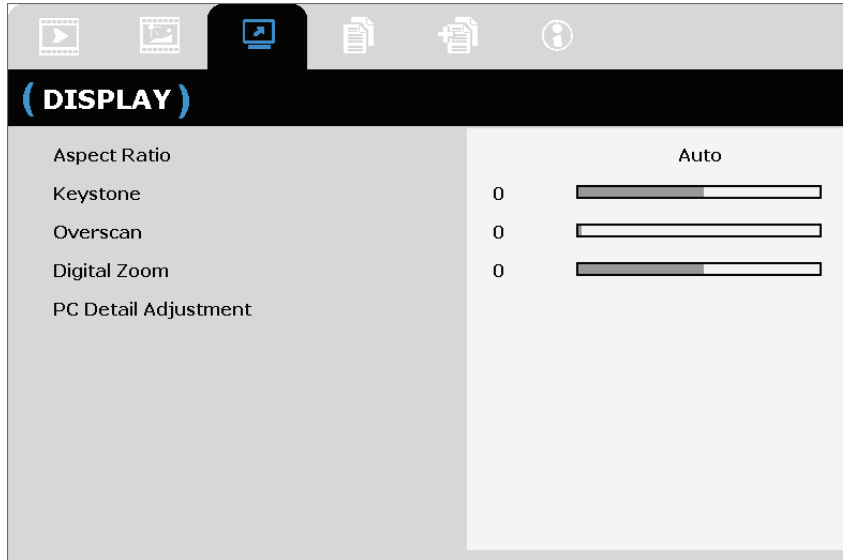 (DISPLAY)
Aspect Ratio Auto
Keystone 0
Overscan 0
Digital Zoom 0
PC Detail Adjustment